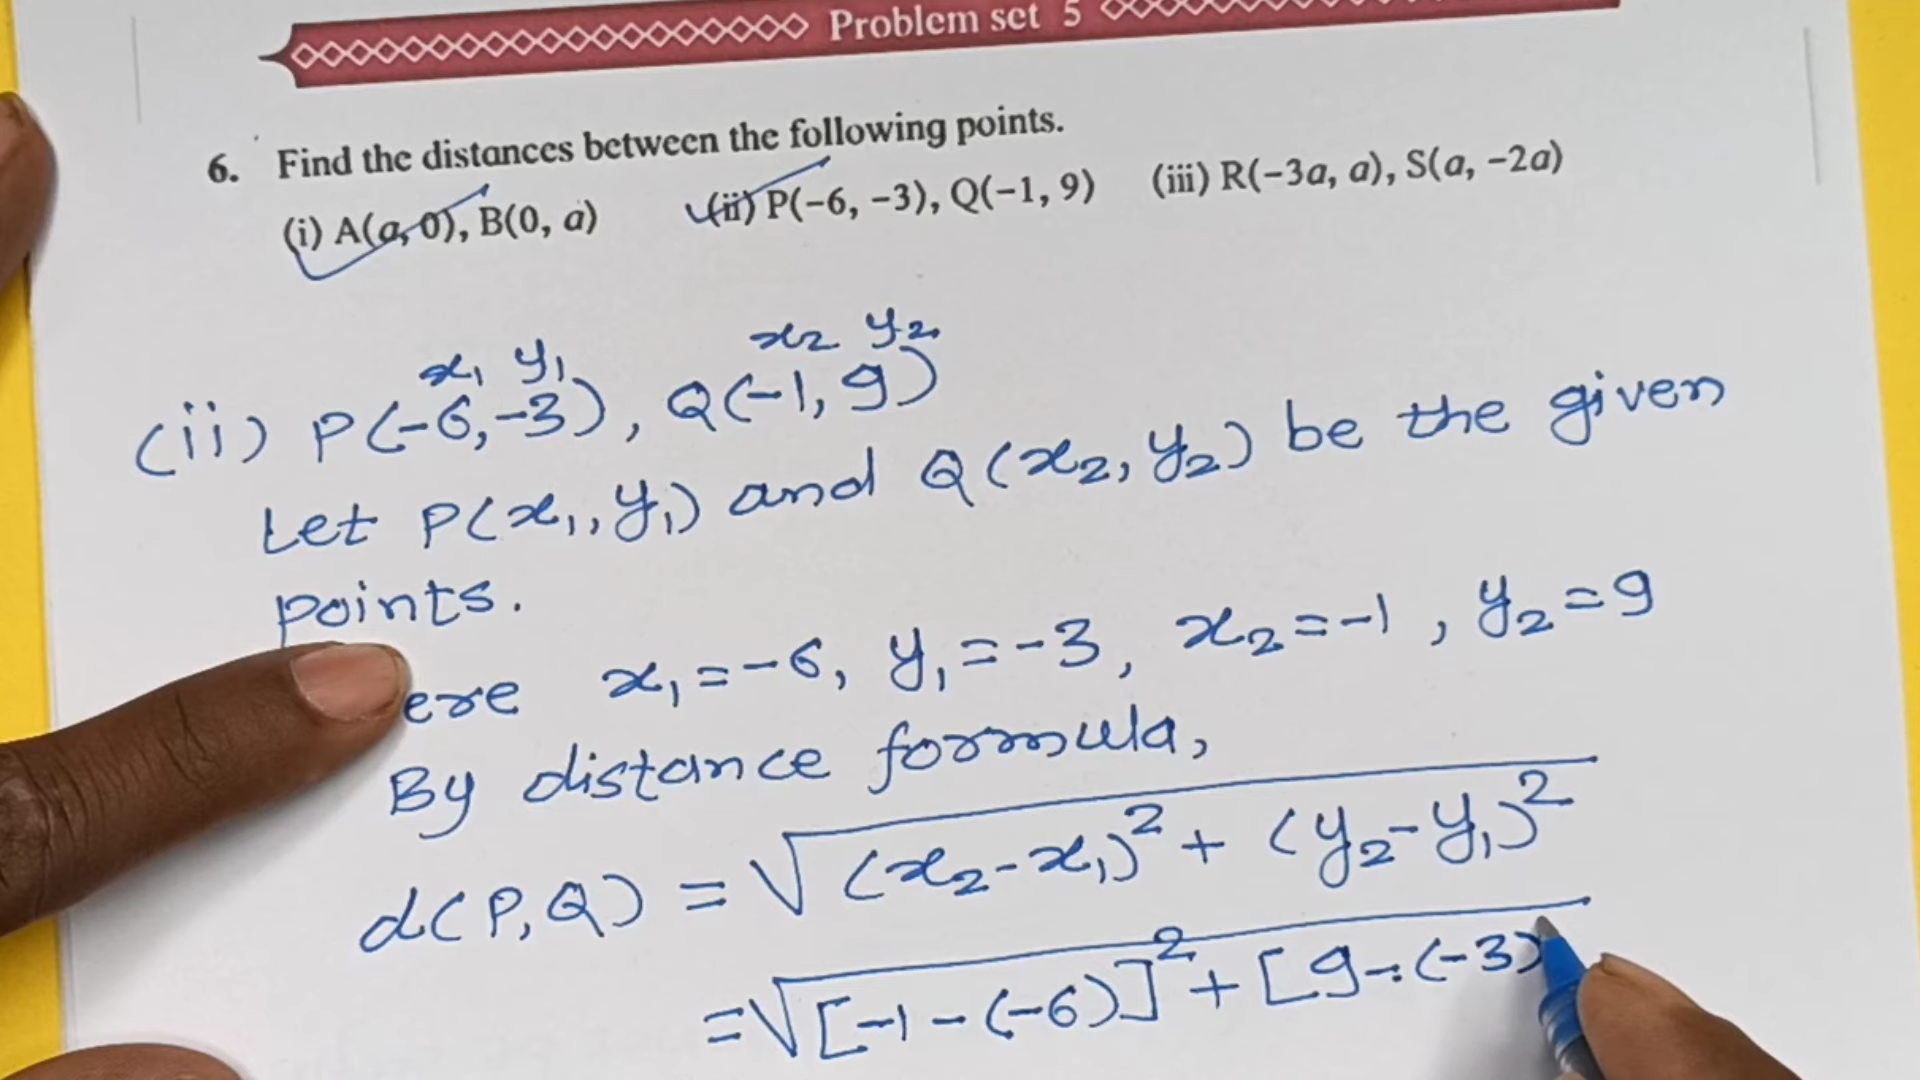 Problem set 5
6. Find the distances between the following points.
(i) A(a, 0), B(0, a) (ii) P(−6, −3), Q(−1, 9) (iii) R(−3a, a), S(a, −2a)
x₁ y₁ x₂ y₂
(ii) P(-6,-3), Q(-1, 9)
Let P(x₁, y₁) and Q(x₂, y₂) be the given
points.
ere x₁ = -6, y₁ = -3, x₂ = -1, y₂ = 9
By distance formula,
d(P,Q) = √(x₂-x₁)² + (y₂-y₁)²
= √[-1-(-6)]² + [9-(-3)